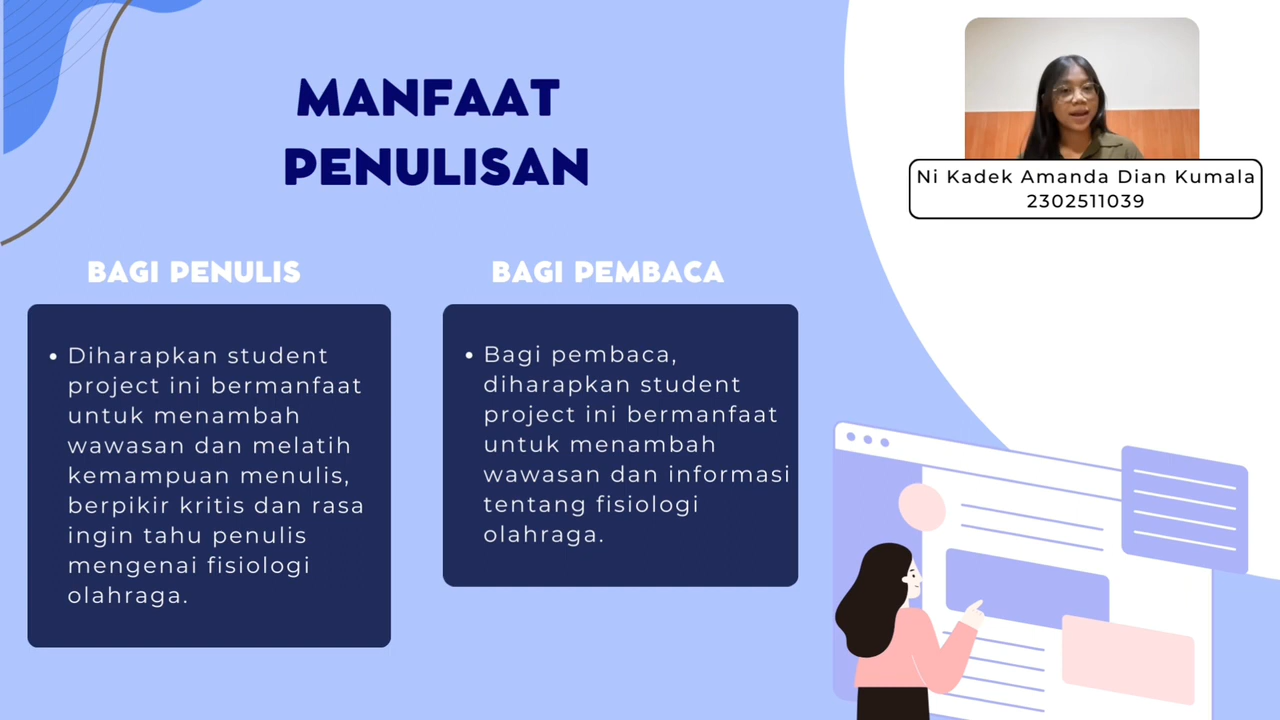 MANFAAT
PENULISAN
BAGI PENULIS
Diharapkan student
project ini bermanfaat
untuk menambah
wawasan dan melatih
kemampuan menulis,
berpikir kritis dan rasa
ingin tahu penulis
mengenai fisiologi
olahraga.
BAGI PEMBACA
Bagi pembaca,
diharapkan student
project ini bermanfaat
untuk menambah
wawasan dan informasi
tentang fisiologi
olahraga.
Ni Kadek Amanda Dian Kumala
2302511039